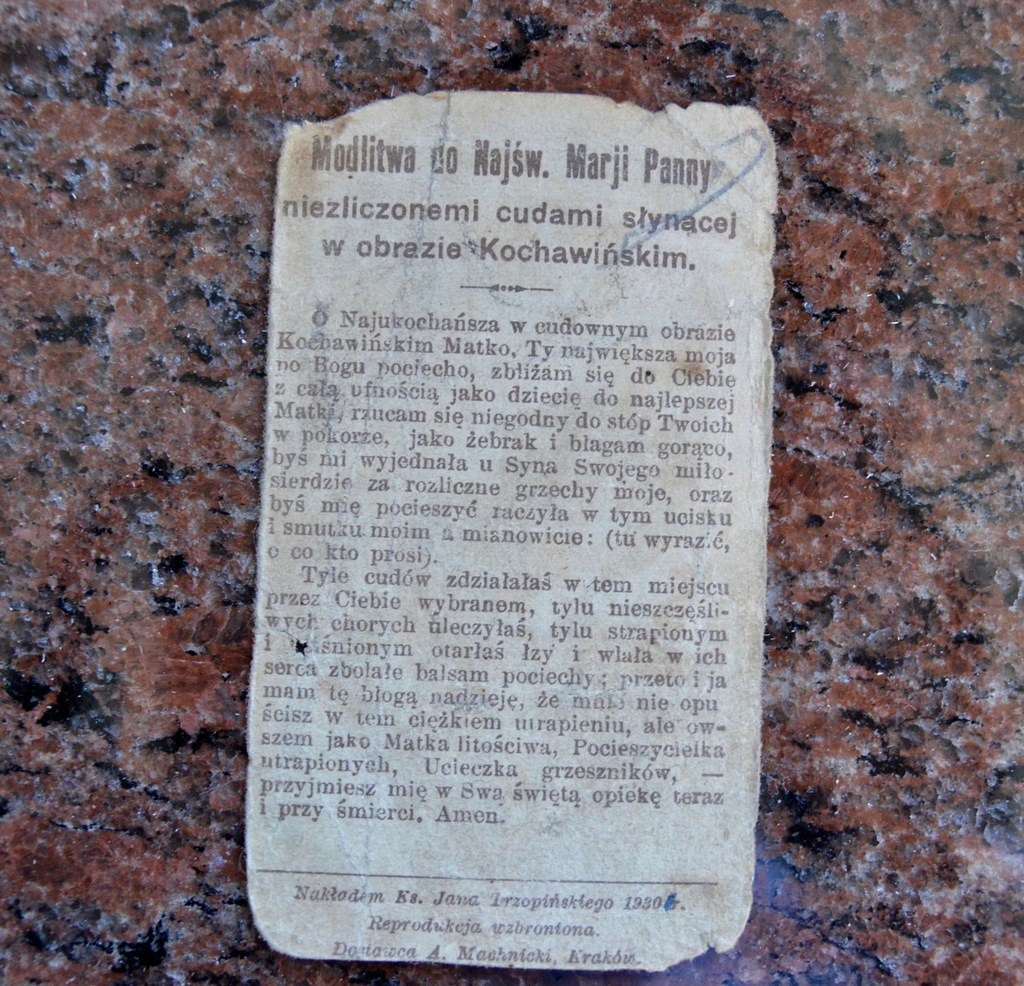 Modlitwa do Najśw. Marji Panny
niezliczonemi cudami słynącej
w obrazie Kochawińskim.
O Najukochańsza w cudownym obrazie
Kochawińskim Matko, Ty największa moja
po Bogu pociecho, zbliżam się do Ciebie
z całą ufnością jako dziecię do najlepszej
Matki, rzucam się niegodny do stóp Twoich
w pokorze, jako żebrak i błagam gorąco,
byś mi wyjednała u Syna Swojego miło-
sierdzie za rozliczne grzechy moje, oraz
byś mię pocieszyć raczyła w tym ucisku
i smutku moim a mianowicie: (tu wyrazić,
o co kto prosi).
Tyle cudów zdziałałaś w tem miejscu
przez Ciebie wybranem, tylu nieszczęśli-
wych chorych uleczyłaś, tylu strapionym
i otarłaś łzy i wlała w ich
serca zbolałe balsam pociechy; przeto i ja
mam tę błogą nadzieję, że mnie nie opu
ścisz w tem ciężkiem utrapieniu, ale ow-
szem jako Matka litościwa, Pocieszycielka
utrapionych, Ucieczka grzeszników, —
przyjmiesz mię w Swą świętą opiekę teraz
i przy śmierci. Amen.
Nakładem Ks. Jana Trzopińskiego 1930 r.
Reprodukcja wzbroniona.
Dostawca A. Machnicki, Kraków.